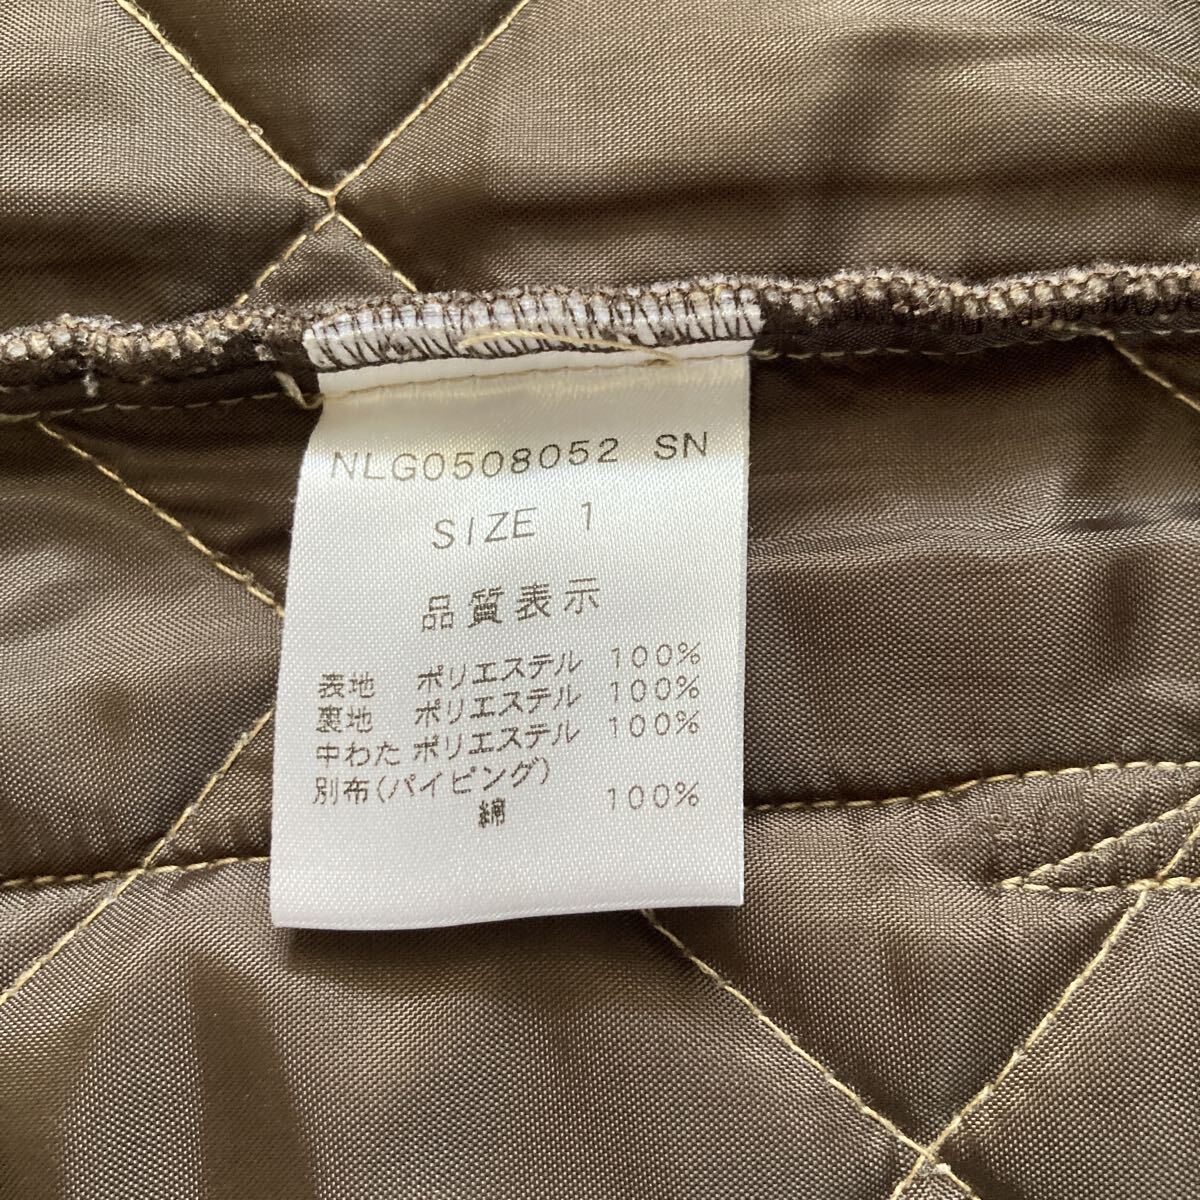 NLG0508052 SN
SIZE 1
品質表示
表地 ポリエステル 100%
裏地 ポリエステル 100%
中わた ポリエステル 100%
別布(パイピング)
綿 100%